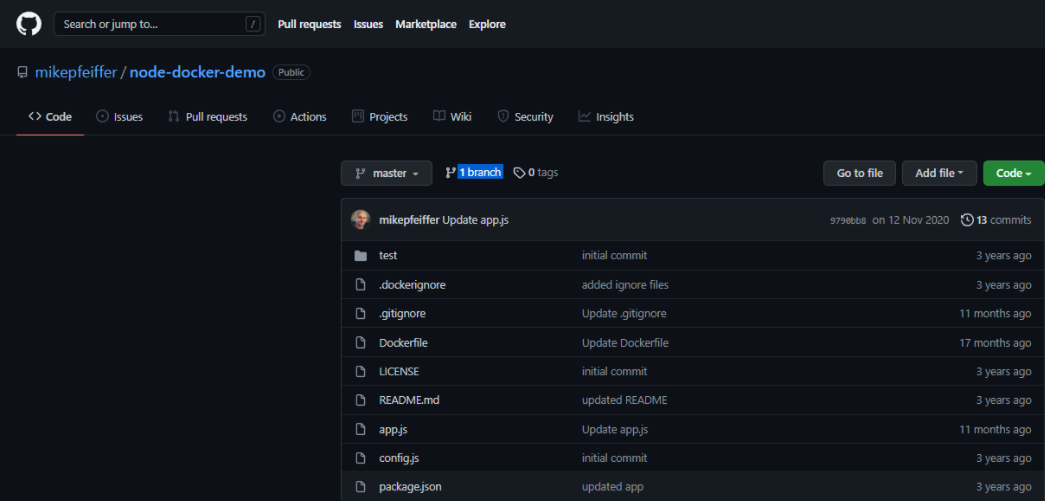 Search or jump to... /
Pull requests Issues Marketplace Explore
mikepfeiffer / node-docker-demo Public
<> Code Issues Pull requests Actions Projects Wiki Security Insights
master 1 branch 0 tags Go to file Add file Code
mikepfeiffer Update app.js 9790bb8 on 12 Nov 2020 13 commits
test initial commit 3 years ago
.dockerignore added ignore files 3 years ago
.gitignore Update .gitignore 11 months ago
Dockerfile Update Dockerfile 17 months ago
LICENSE initial commit 3 years ago
README.md updated README 3 years ago
app.js Update app.js 11 months ago
config.js initial commit 3 years ago
package.json updated app 3 years ago